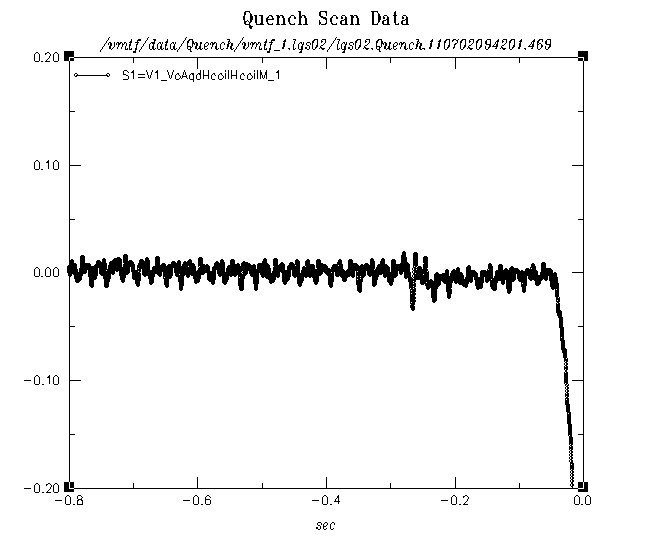 Quench Scan Data
/vmtf/data/Quench/vmtf_1.lqs02/lqs02.Quench.110702094201.469
0.20
S1=V1_VoAqdHcoilHcoilM_1
0.10
0.00
-0.10
-0.20
-0.8 -0.6 -0.4 -0.2 0.0
sec